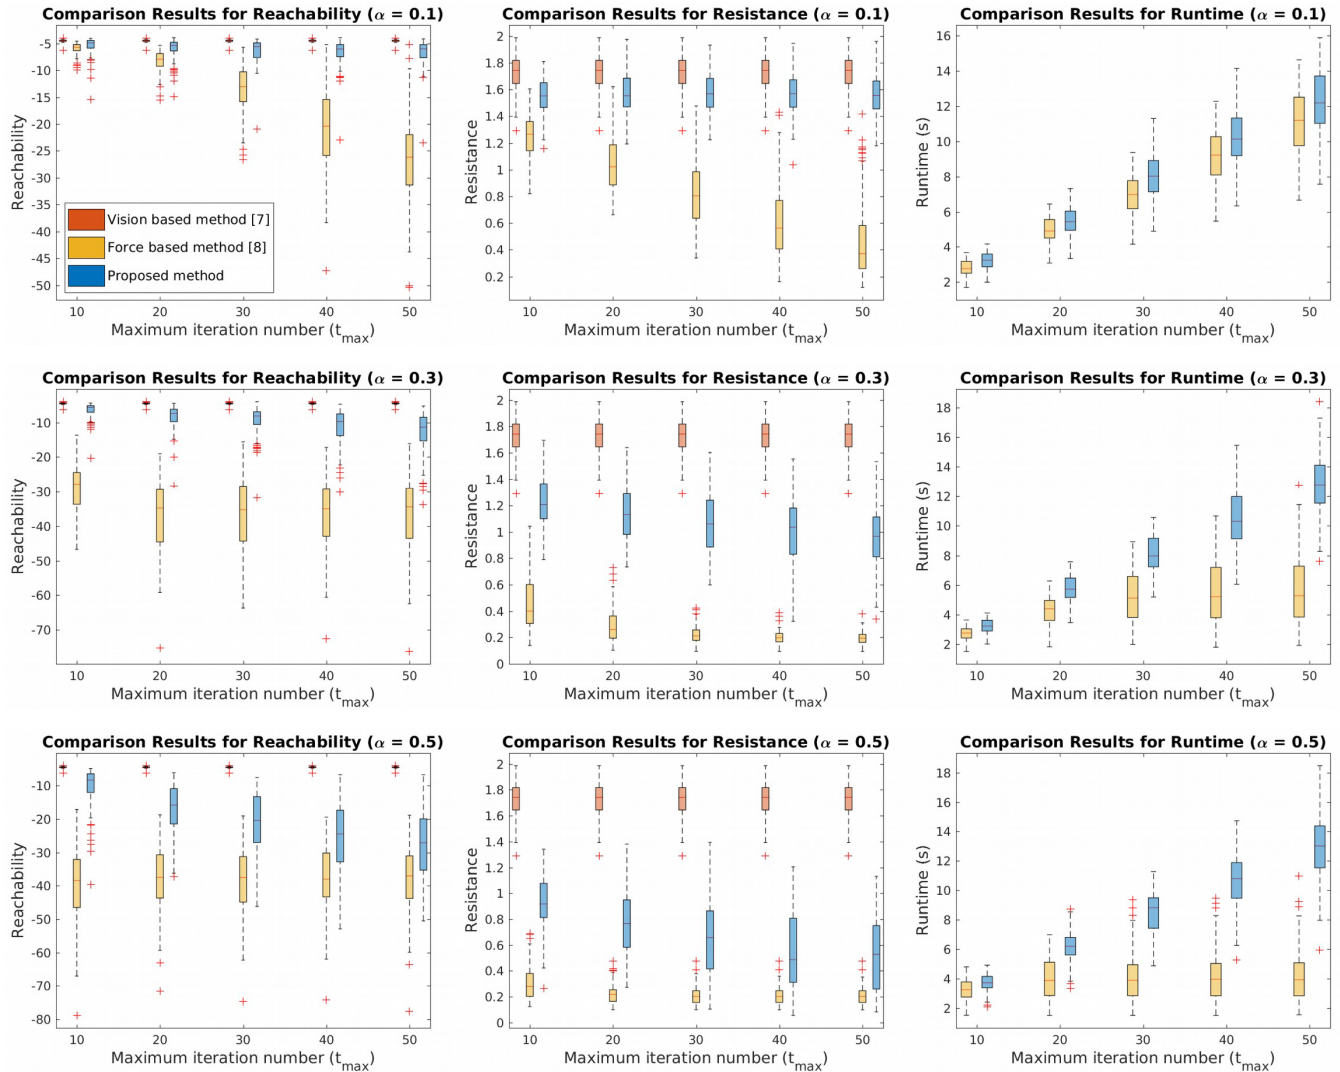 Comparison Results for Reachability (α = 0.1)
Reachability
-5
-10
-15
-20
-25
-30
-35
-40
-45
-50
Vision based method [7]
Force based method [8]
Proposed method
10 20 30 40 50
Maximum iteration number (t_max)
Comparison Results for Resistance (α = 0.1)
Resistance
2
1.8
1.6
1.4
1.2
1
0.8
0.6
0.4
0.2
10 20 30 40 50
Maximum iteration number (t_max)
Comparison Results for Runtime (α = 0.1)
Runtime (s)
16
14
12
10
8
6
4
2
10 20 30 40 50
Maximum iteration number (t_max)
Comparison Results for Reachability (α = 0.3)
Reachability
-10
-20
-30
-40
-50
-60
-70
10 20 30 40 50
Maximum iteration number (t_max)
Comparison Results for Resistance (α = 0.3)
Resistance
2
1.8
1.6
1.4
1.2
1
0.8
0.6
0.4
0.2
0
10 20 30 40 50
Maximum iteration number (t_max)
Comparison Results for Runtime (α = 0.3)
Runtime (s)
18
16
14
12
10
8
6
4
2
10 20 30 40 50
Maximum iteration number (t_max)
Comparison Results for Reachability (α = 0.5)
Reachability
-10
-20
-30
-40
-50
-60
-70
-80
10 20 30 40 50
Maximum iteration number (t_max)
Comparison Results for Resistance (α = 0.5)
Resistance
2
1.8
1.6
1.4
1.2
1
0.8
0.6
0.4
0.2
0
10 20 30 40 50
Maximum iteration number (t_max)
Comparison Results for Runtime (α = 0.5)
Runtime (s)
18
16
14
12
10
8
6
4
2
10 20 30 40 50
Maximum iteration number (t_max)